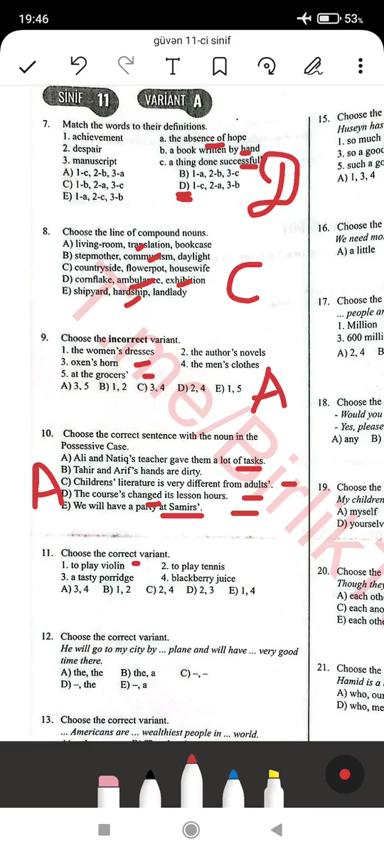 19:46
53%
güvən 11-ci sinif
SINIF 11 VARIANT A
7. Match the words to their definitions.
1. achievement a. the absence of hope
2. despair b. a book written by hand
3. manuscript c. a thing done successful
A) 1-c, 2-b, 3-a B) 1-a, 2-b, 3-c
C) 1-b, 2-a, 3-c D) 1-c, 2-a, 3-b
E) 1-a, 2-c, 3-b
D
8. Choose the line of compound nouns.
A) living-room, translation, bookcase
B) stepmother, communism, daylight
C) countryside, flowerpot, housewife
D) cornflake, ambulance, exhibition
E) shipyard, hardship, landlady
C
9. Choose the incorrect variant.
1. the women's dresses 2. the author's novels
3. oxen's horn 4. the men's clothes
5. at the grocers'
A) 3, 5 B) 1, 2 C) 3, 4 D) 2, 4 E) 1, 5
A
10. Choose the correct sentence with the noun in the
Possessive Case.
A) Ali and Natiq's teacher gave them a lot of tasks.
B) Tahir and Arif's hands are dirty.
C) Childrens' literature is very different from adults'.
D) The course's changed its lesson hours.
E) We will have a party at Samirs'.
A
11. Choose the correct variant.
1. to play violin 2. to play tennis
3. a tasty porridge 4. blackberry juice
A) 3, 4 B) 1, 2 C) 2, 4 D) 2, 3 E) 1, 4
12. Choose the correct variant.
He will go to my city by ... plane and will have ... very good
time there.
A) the, the B) the, a C) –, –
D) –, the E) –, a
13. Choose the correct variant.
... Americans are ... wealthiest people in ... world.
15. Choose the
Huseyn has
1. so much
3. so a good
5. such a go
A) 1, 3, 4
16. Choose the
We need mo
A) a little
17. Choose the
... people ar
1. Million
3. 600 milli
A) 2, 4 B
18. Choose the
- Would you
- Yes, please
A) any B)
19. Choose the
My children
A) myself
D) yourselv
20. Choose the
Though they
A) each oth
C) each ano
E) each othe
21. Choose the
Hamid is a
A) who, our
D) who, me